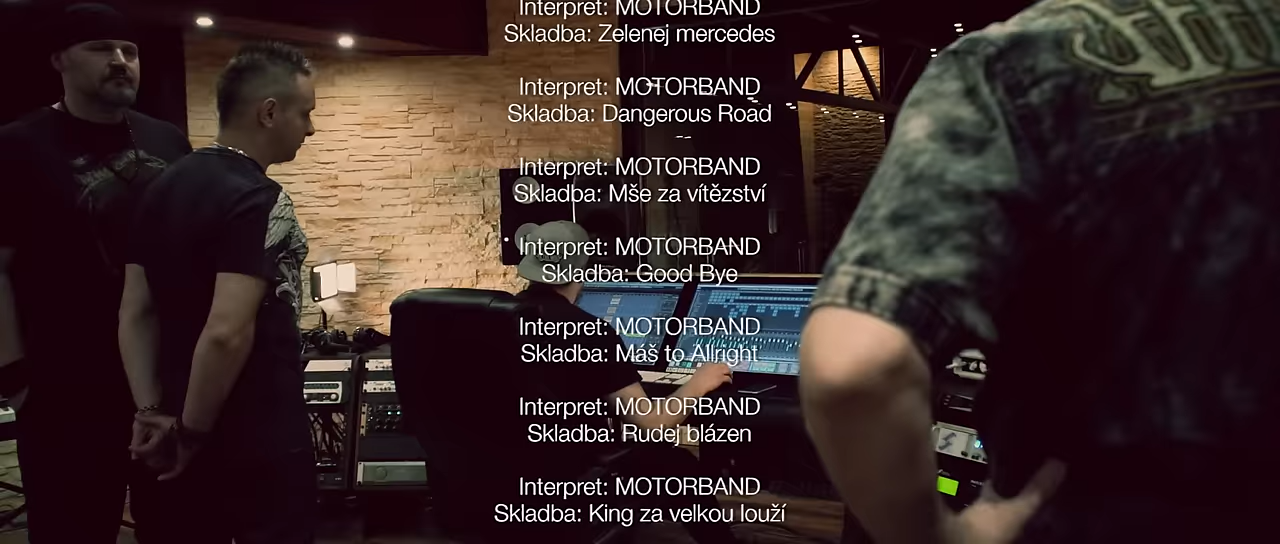 Interpret: MOTORBAND
Skladba: Zelenej mercedes
Interpret: MOTORBAND
Skladba: Dangerous Road
Interpret: MOTORBAND
Skladba: Mše za vítězství
Interpret: MOTORBAND
Skladba: Good Bye
Interpret: MOTORBAND
Skladba: Máš to Allright
Interpret: MOTORBAND
Skladba: Rudej blázen
Interpret: MOTORBAND
Skladba: King za velkou louží